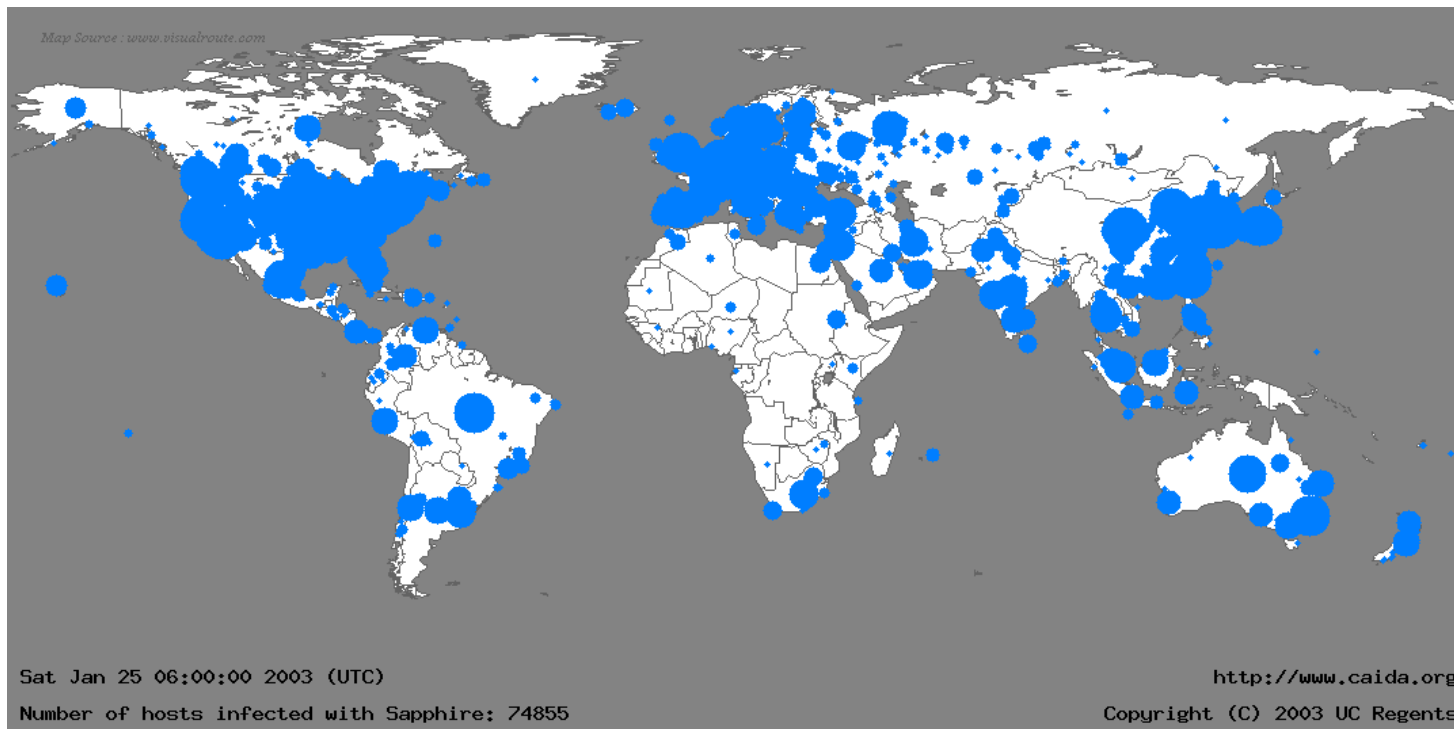 Map Source : www.visualroute.com
Sat Jan 25 06:00:00 2003 (UTC)
http://www.caida.org
Number of hosts infected with Sapphire: 74855
Copyright (C) 2003 UC Regents